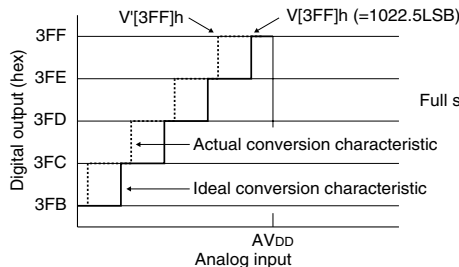 V'[3FF]h
V[3FF]h (=1022.5LSB)
3FF
3FE
Full s
3FD
Actual conversion characteristic
3FC
Ideal conversion characteristic
3FB
Digital output (hex)
AVDD
Analog input